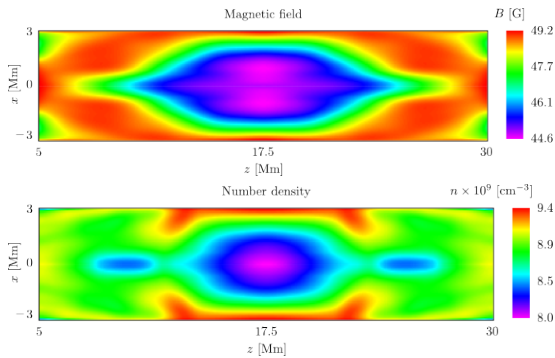 Magnetic field
B [G]
3
0
−3
x [Mm]
5
17.5
30
z [Mm]
49.2
47.7
46.1
44.6
Number density
n × 10⁹ [cm⁻³]
3
0
−3
x [Mm]
5
17.5
30
z [Mm]
9.4
9.0
8.5
8.0